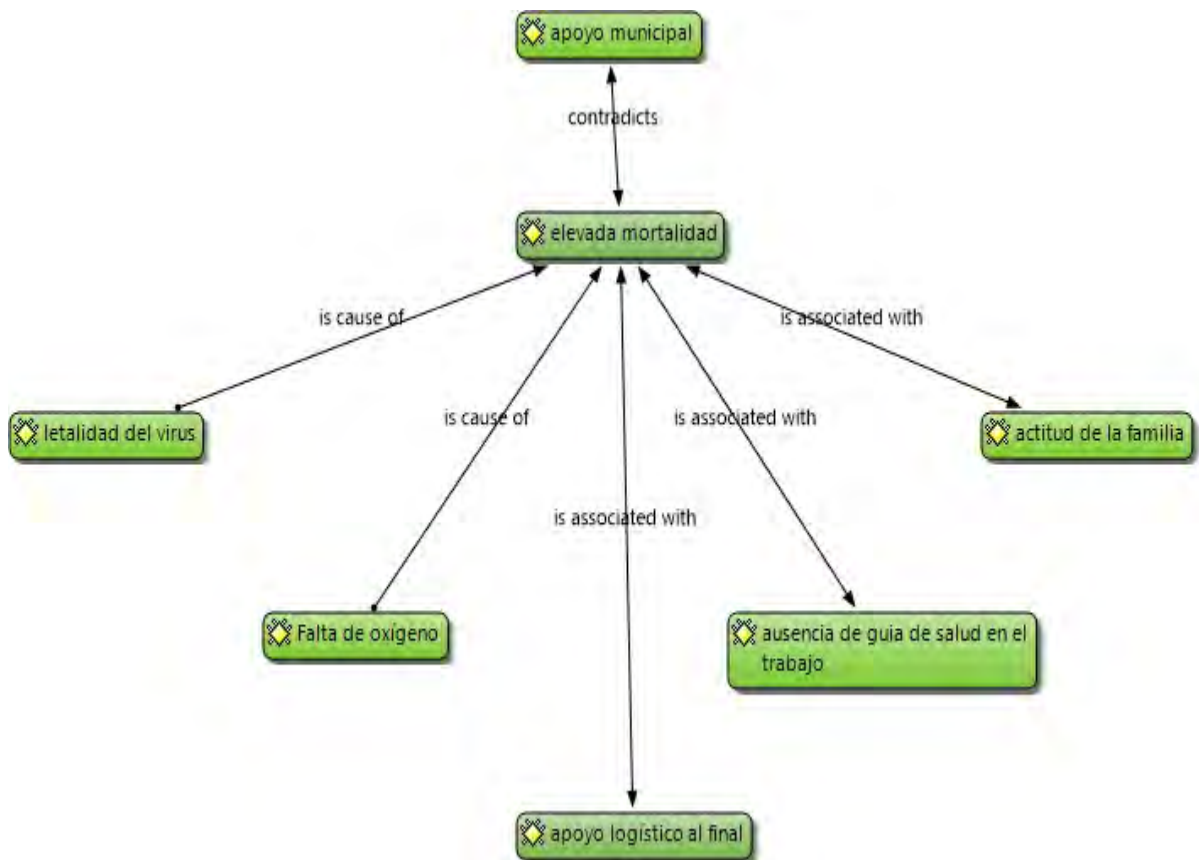 apoyo municipal
contradicts
elevada mortalidad
is cause of
is associated with
is cause of
is associated with
letalidad del virus
actitud de la familia
is associated with
Falta de oxígeno
ausencia de guia de salud en el
trabajo
apoyo logístico al final